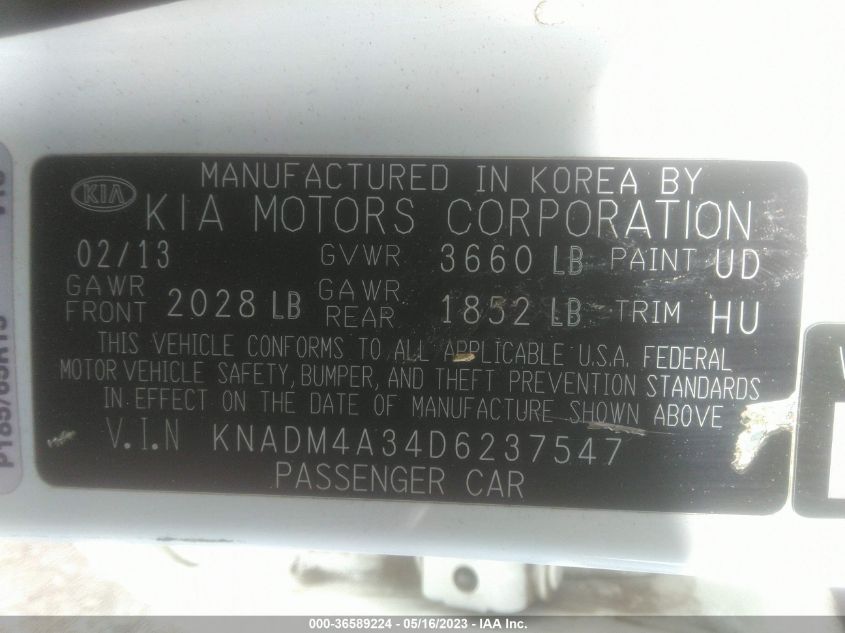 MANUFACTURED IN KOREA BY
KIA
KIA MOTORS CORPORATION
02/13 GVWR 3660 LB PAINT UD
GAWR FRONT 2028 LB GAWR REAR 1852 LB TRIM HU
THIS VEHICLE CONFORMS TO ALL APPLICABLE U.S.A. FEDERAL
MOTOR VEHICLE SAFETY, BUMPER, AND THEFT PREVENTION STANDARDS
IN EFFECT ON THE DATE OF MANUFACTURE SHOWN ABOVE
V.I.N KNADM4A34D6237547
PASSENGER CAR
P185/65R15
000-36589224 - 05/16/2023 - IAA Inc.